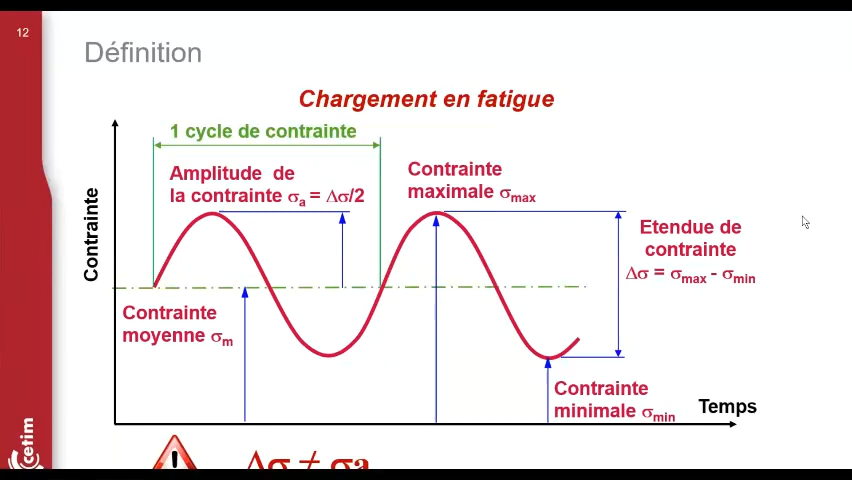 12
Définition
Chargement en fatigue
1 cycle de contrainte
Amplitude de
la contrainte σa = Δσ/2
Contrainte
maximale σmax
Etendue de
contrainte
Δσ = σmax - σmin
Contrainte
Contrainte
moyenne σm
Contrainte
minimale σmin
Temps
Δσ ≠ σa
cetim